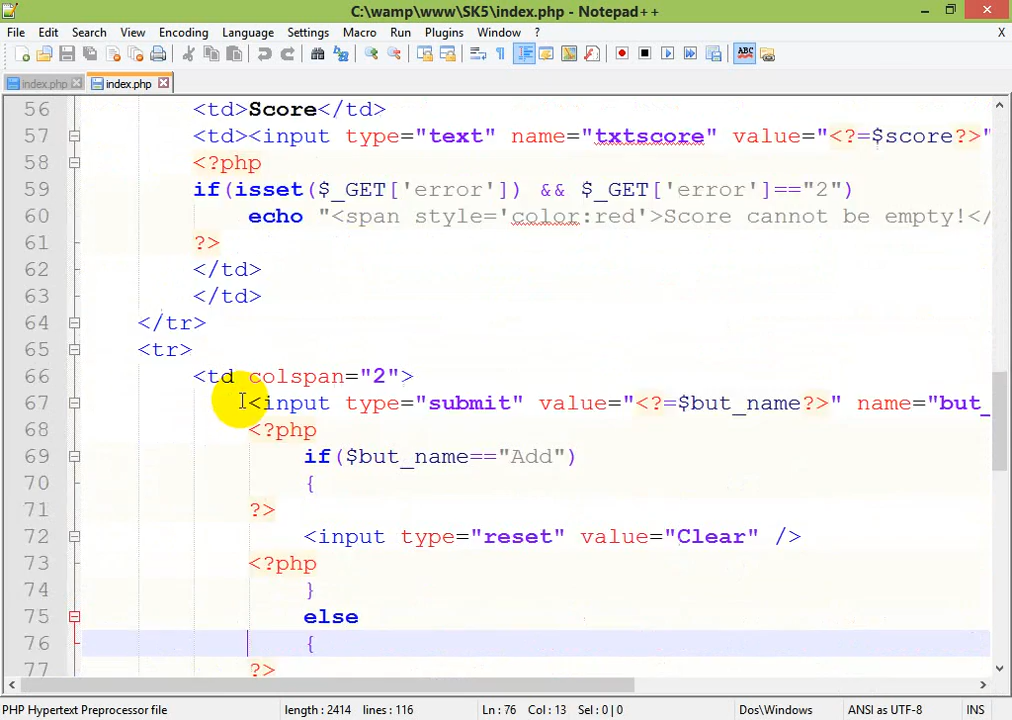 C:\wamp\www\SK5\index.php - Notepad++
File Edit Search View Encoding Language Settings Macro Run Plugins Window ? X
index.php index.php
56 <td>Score</td>
57 <td><input type="text" name="txtscore" value="<?=$score?>"
58 <?php
59 if(isset($_GET['error']) && $_GET['error']=="2")
60 echo "<span style='color:red'>Score cannot be empty!</
61 ?>
62 </td>
63 </td>
64 </tr>
65 <tr>
66 <td colspan="2">
67 <input type="submit" value="<?=$but_name?>" name="but_
68 <?php
69 if($but_name=="Add")
70 {
71 ?>
72 <input type="reset" value="Clear" />
73 <?php
74 }
75 else
76 {
77 ?>
PHP Hypertext Preprocessor file length : 2414 lines : 116 Ln : 76 Col : 13 Sel : 0 | 0 Dos\Windows ANSI as UTF-8 INS